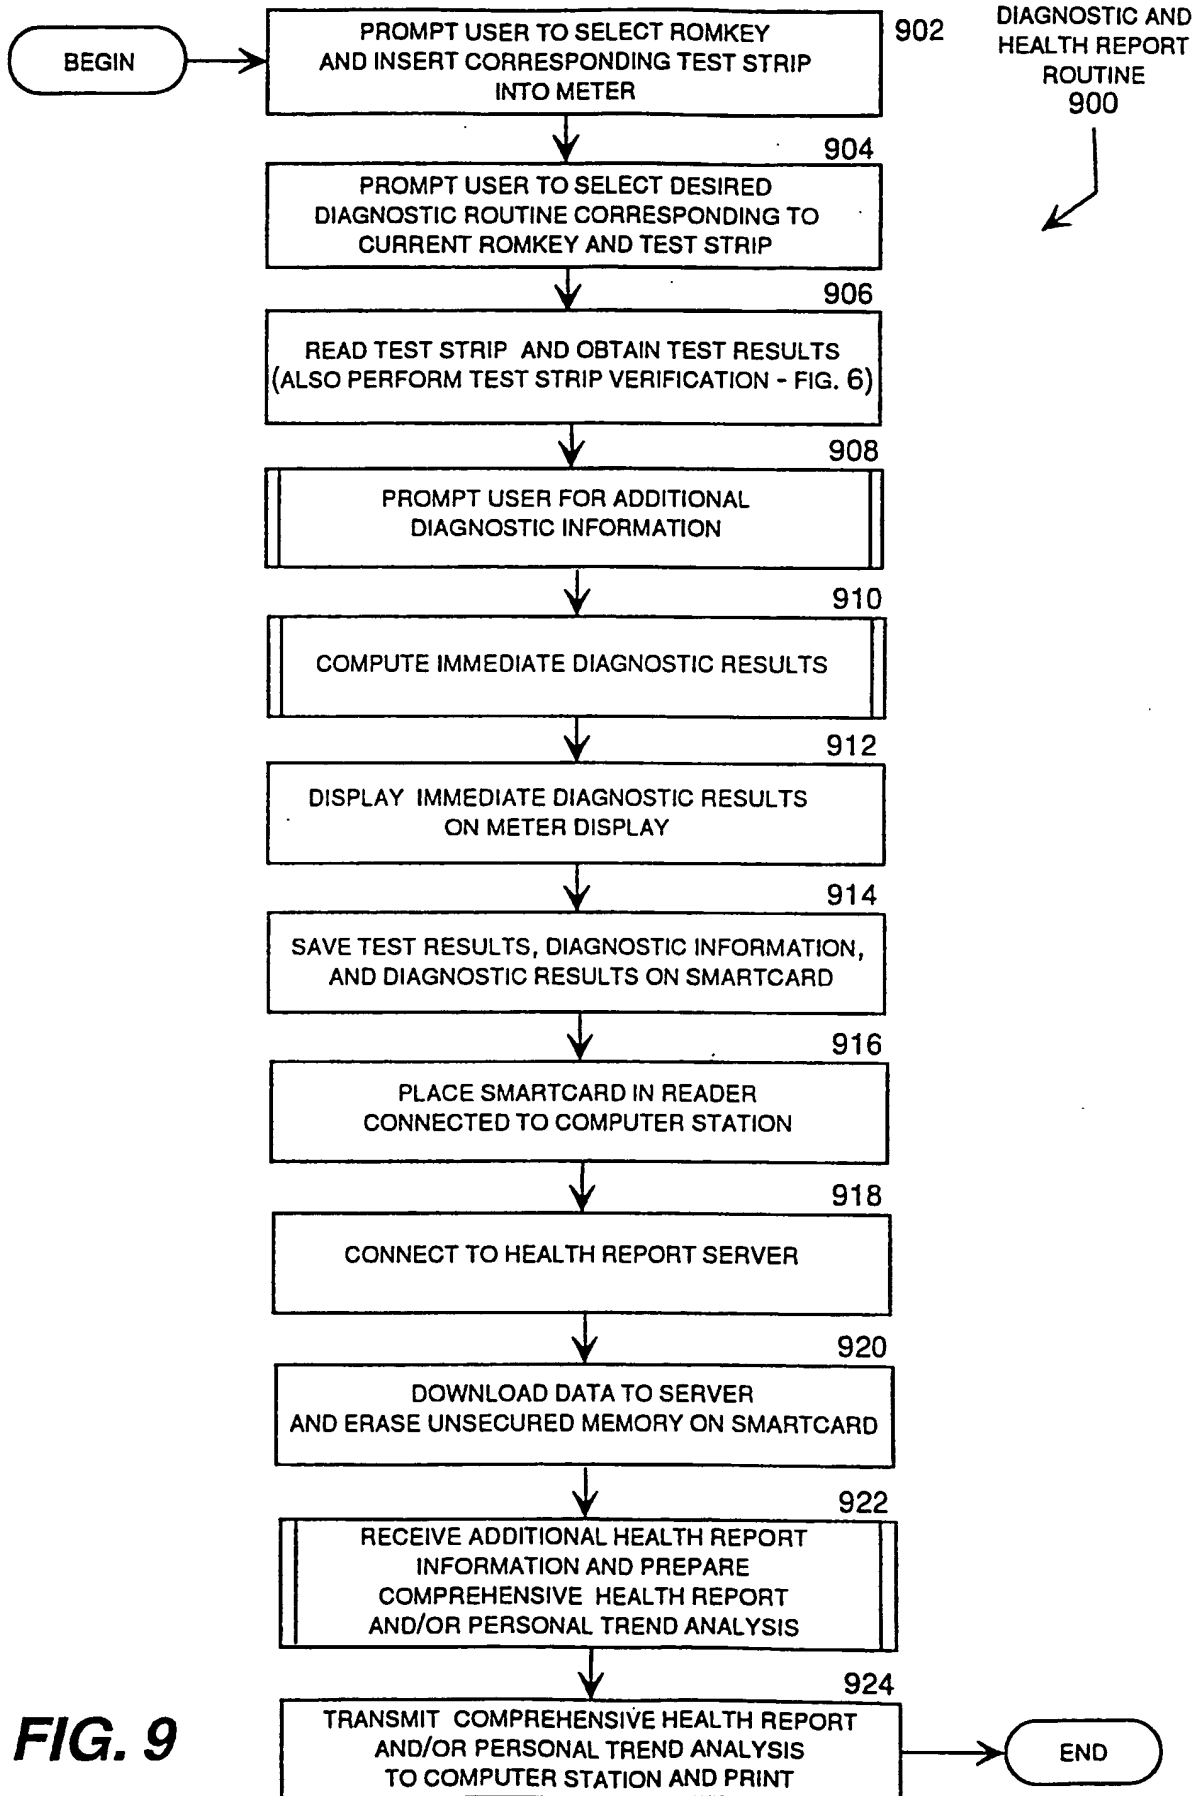 BEGIN
PROMPT USER TO SELECT ROMKEY
AND INSERT CORRESPONDING TEST STRIP
INTO METER
902
DIAGNOSTIC AND
HEALTH REPORT
ROUTINE
900
904
PROMPT USER TO SELECT DESIRED
DIAGNOSTIC ROUTINE CORRESPONDING TO
CURRENT ROMKEY AND TEST STRIP
906
READ TEST STRIP AND OBTAIN TEST RESULTS
(ALSO PERFORM TEST STRIP VERIFICATION - FIG. 6)
908
PROMPT USER FOR ADDITIONAL
DIAGNOSTIC INFORMATION
910
COMPUTE IMMEDIATE DIAGNOSTIC RESULTS
912
DISPLAY IMMEDIATE DIAGNOSTIC RESULTS
ON METER DISPLAY
914
SAVE TEST RESULTS, DIAGNOSTIC INFORMATION,
AND DIAGNOSTIC RESULTS ON SMARTCARD
916
PLACE SMARTCARD IN READER
CONNECTED TO COMPUTER STATION
918
CONNECT TO HEALTH REPORT SERVER
920
DOWNLOAD DATA TO SERVER
AND ERASE UNSECURED MEMORY ON SMARTCARD
922
RECEIVE ADDITIONAL HEALTH REPORT
INFORMATION AND PREPARE
COMPREHENSIVE HEALTH REPORT
AND/OR PERSONAL TREND ANALYSIS
924
TRANSMIT COMPREHENSIVE HEALTH REPORT
AND/OR PERSONAL TREND ANALYSIS
TO COMPUTER STATION AND PRINT
END
FIG. 9